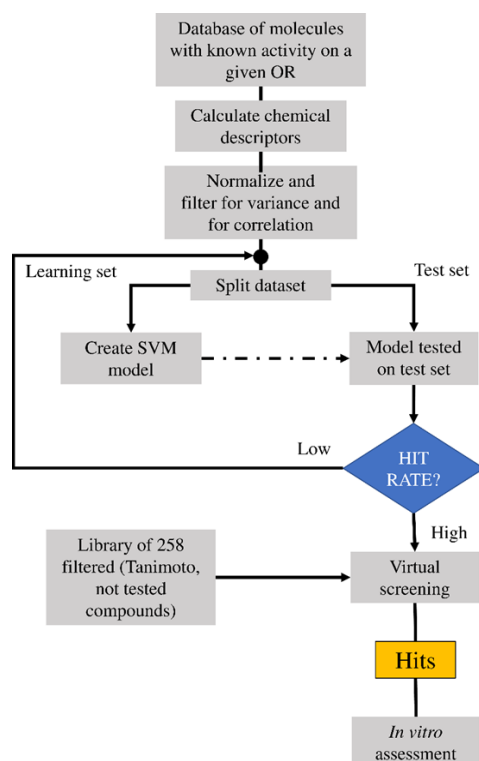 Database of molecules
with known activity on a
given OR
Calculate chemical
descriptors
Normalize and
filter for variance and
for correlation
Learning set
Test set
Split dataset
Create SVM
model
Model tested
on test set
Low
HIT
RATE?
High
Library of 258
filtered (Tanimoto,
not tested
compounds)
Virtual
screening
Hits
In vitro
assessment